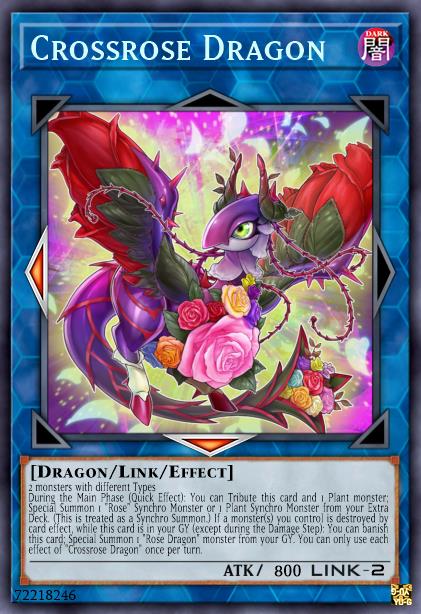 CROSSROSE DRAGON
DARK
闇
[DRAGON/LINK/EFFECT]
2 monsters with different Types
During the Main Phase (Quick Effect): You can Tribute this card and 1 Plant monster;
Special Summon 1 "Rose" Synchro Monster or 1 Plant Synchro Monster from your Extra
Deck. (This is treated as a Synchro Summon.) If a monster(s) you control is destroyed by
card effect, while this card is in your GY (except during the Damage Step): You can banish
this card; Special Summon 1 "Rose Dragon" monster from your GY. You can only use each
effect of "Crossrose Dragon" once per turn.
ATK/ 800 LINK-2
72218246